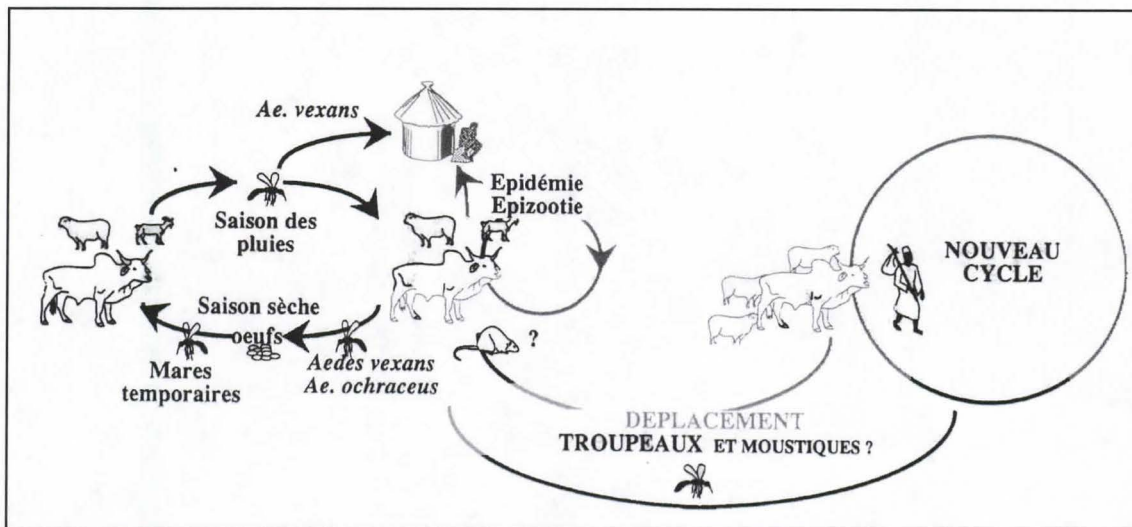 Ae. vexans
Epidémie
Epizootie
Saison des
pluies
NOUVEAU
CYCLE
Saison sèche
oeufs
?
Aedes vexans
Ae. ochraceus
Mares
temporaires
DEPLACEMENT
TROUPEAUX ET MOUSTIQUES ?